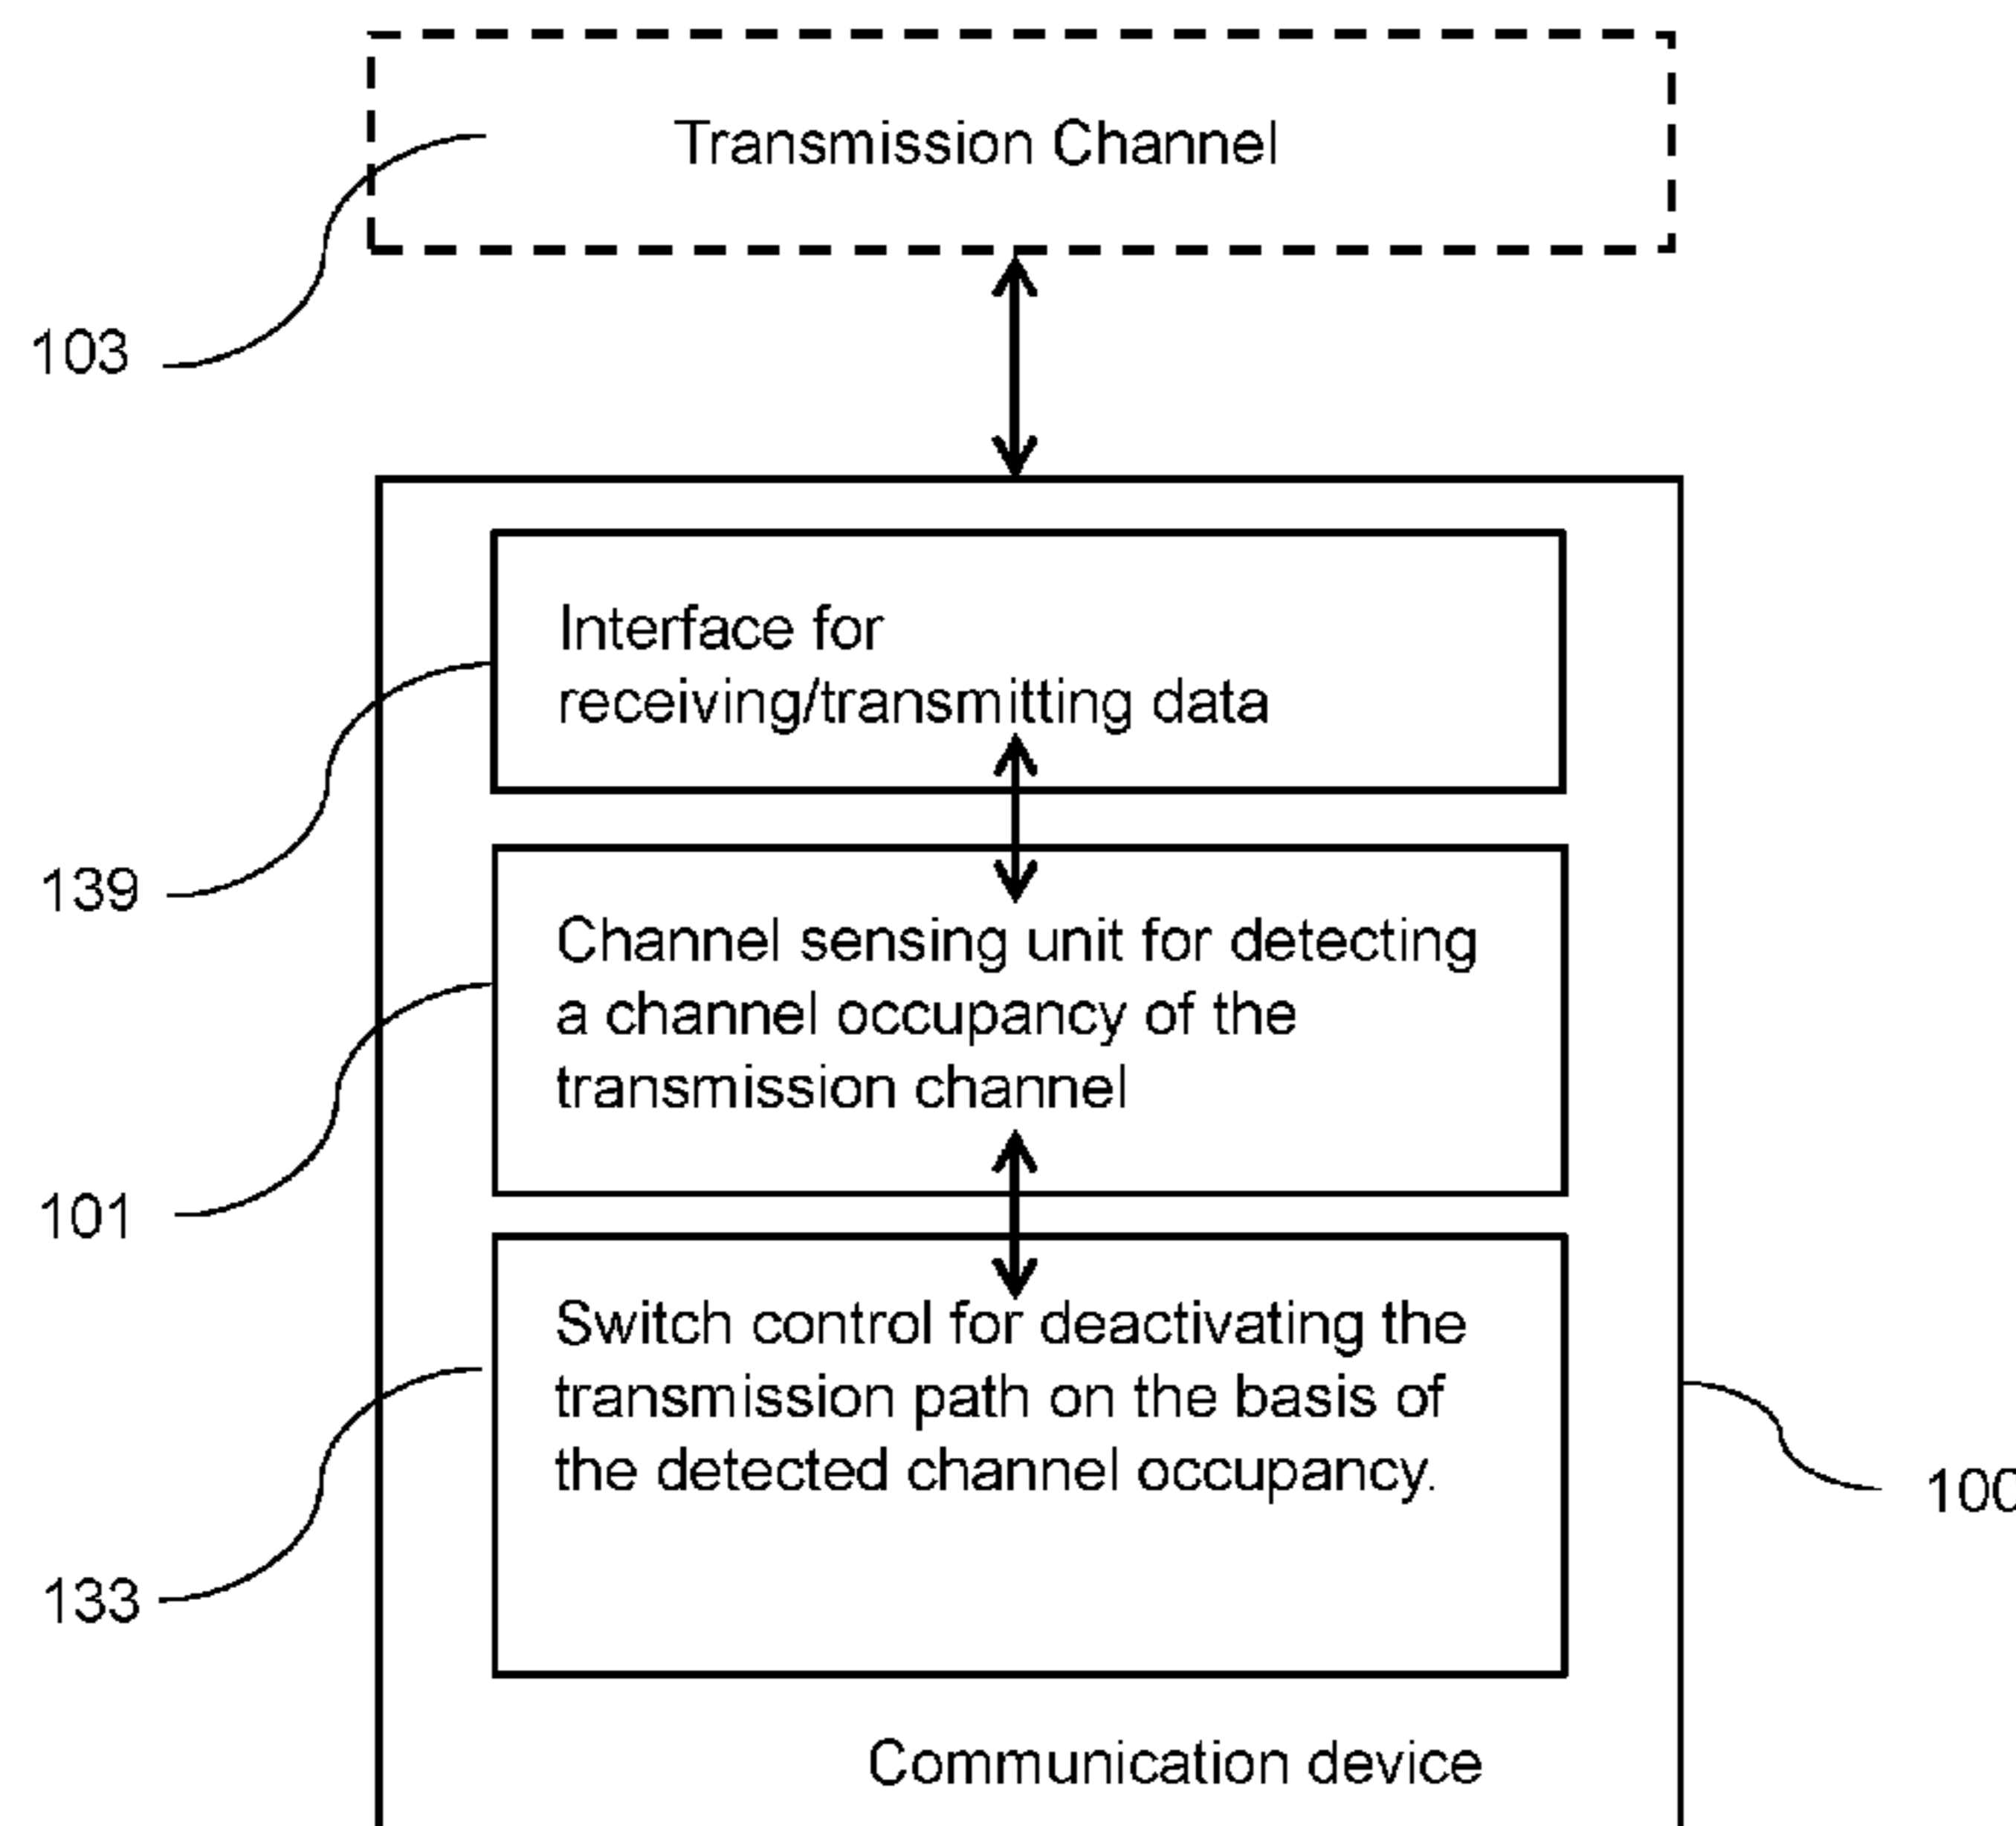 Transmission Channel
103
Interface for
receiving/transmitting data
139
Channel sensing unit for detecting
a channel occupancy of the
transmission channel
101
Switch control for deactivating the
transmission path on the basis of
the detected channel occupancy.
100
133
Communication device